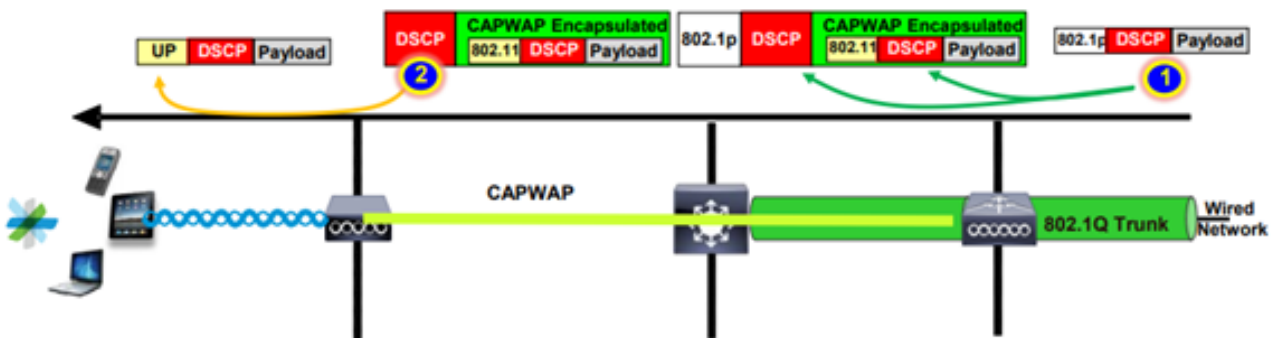 UP DSCP Payload
DSCP CAPWAP Encapsulated
802.11 DSCP Payload
2
802.1p DSCP CAPWAP Encapsulated
802.11 DSCP Payload
802.1p DSCP Payload
1
CAPWAP
802.1Q Trunk
Wired
Network